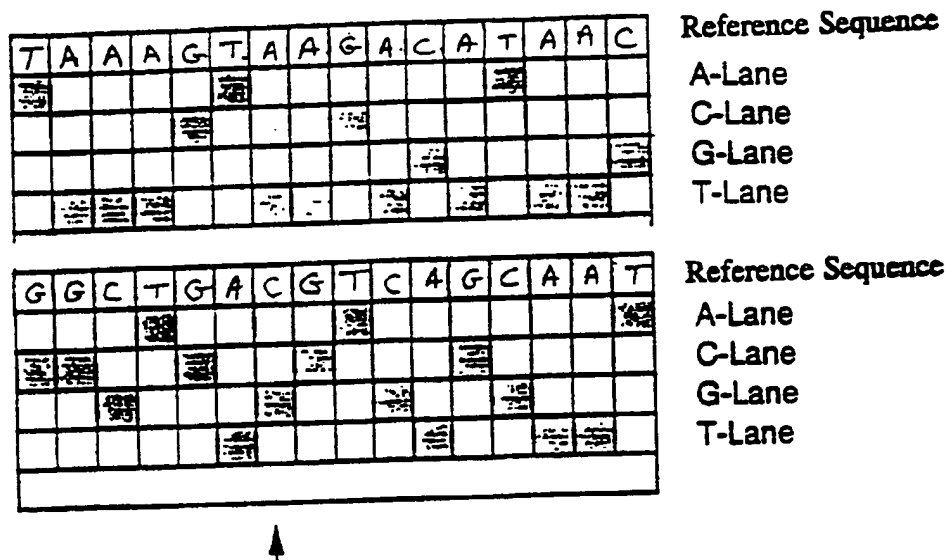 T A A A G T A A G A C A T A A C Reference Sequence
A-Lane
C-Lane
G-Lane
T-Lane
G G C T G A C G T C A G C A A T Reference Sequence
A-Lane
C-Lane
G-Lane
T-Lane